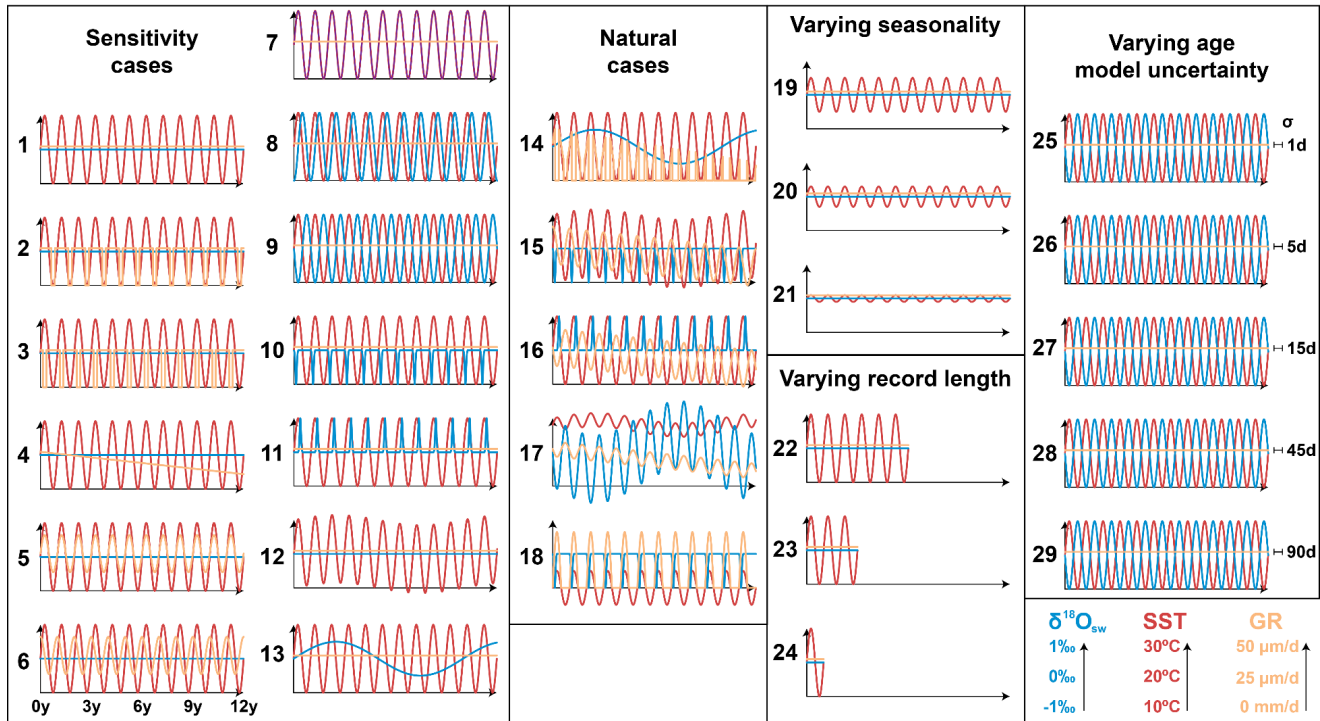 Sensitivity
cases
1
2
3
4
5
6
0y 3y 6y 9y 12y
7
8
9
10
11
12
13
Natural
cases
14
15
16
17
18
Varying seasonality
19
20
21
Varying record length
22
23
24
Varying age
model uncertainty
σ
25
1d
26
5d
27
15d
28
45d
29
90d
δ¹⁸Osw SST GR
1‰ 30ºC 50 µm/d
0‰ 20ºC 25 µm/d
-1‰ 10ºC 0 mm/d